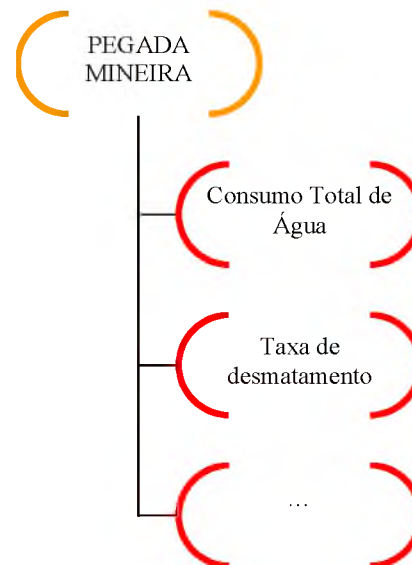 PEGADA
MINEIRA
Consumo Total de
Água
Taxa de
desmatamento
...